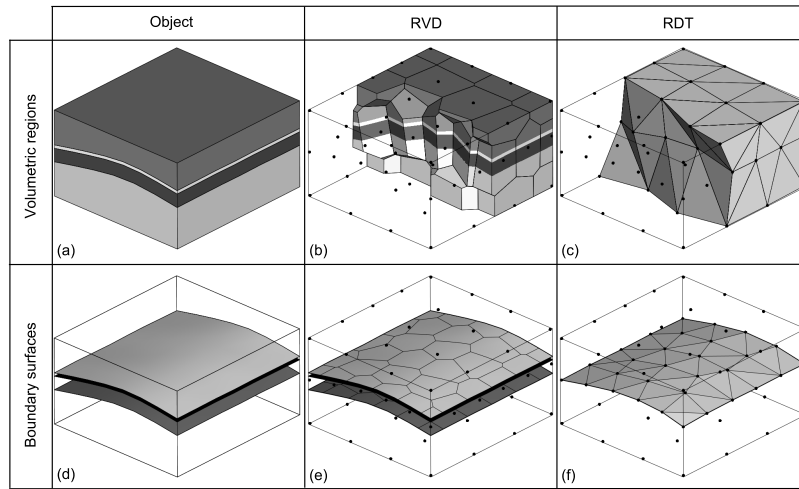 Object
RVD
RDT
Volumetric regions
(a)
(b)
(c)
Boundary surfaces
(d)
(e)
(f)